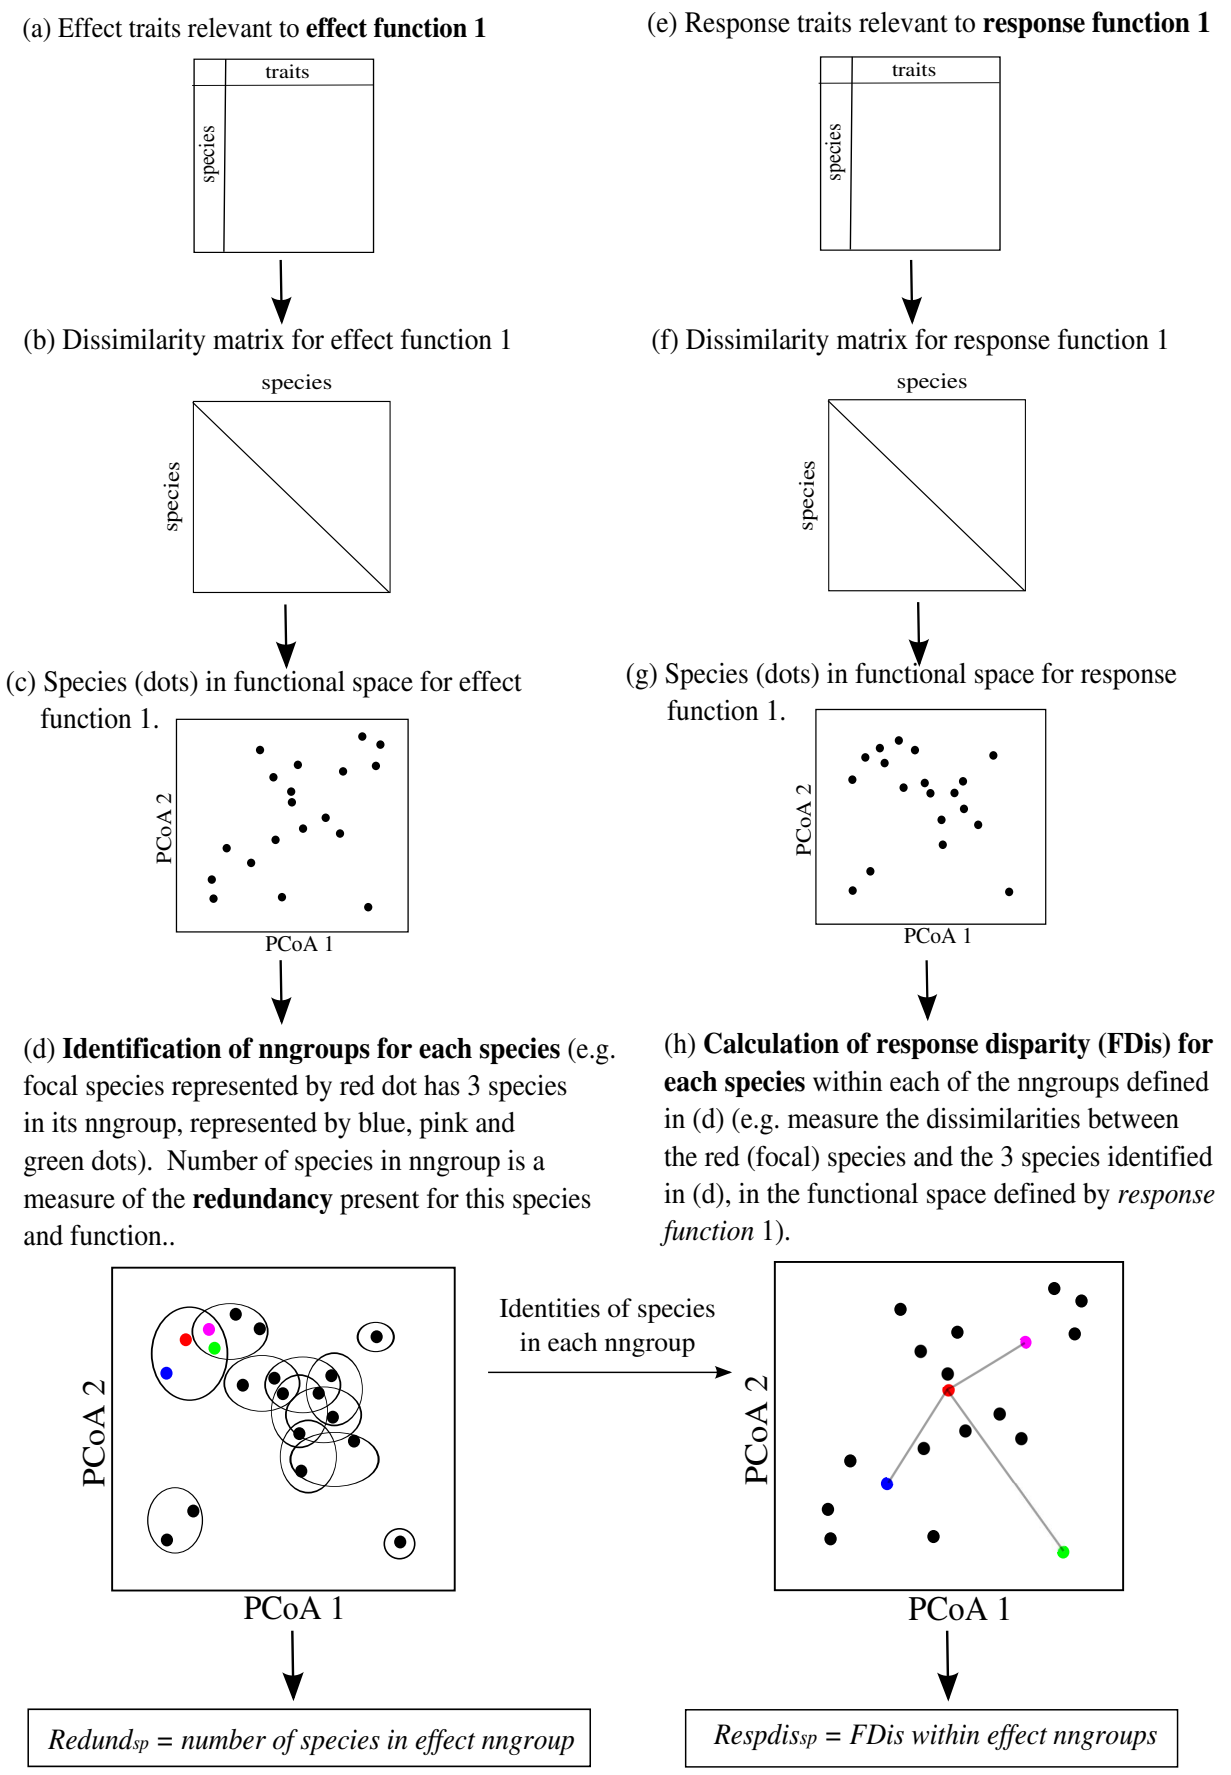 (a) Effect traits relevant to effect function 1
traits
species
(b) Dissimilarity matrix for effect function 1
species
species
(c) Species (dots) in functional space for effect
function 1.
PCoA 2
PCoA 1
(d) Identification of nngroups for each species (e.g.
focal species represented by red dot has 3 species
in its nngroup, represented by blue, pink and
green dots). Number of species in nngroup is a
measure of the redundancy present for this species
and function..
PCoA 2
PCoA 1
Redundsp = number of species in effect nngroup
Identities of species
in each nngroup
(e) Response traits relevant to response function 1
traits
species
(f) Dissimilarity matrix for response function 1
species
species
(g) Species (dots) in functional space for response
function 1.
PCoA 2
PCoA 1
(h) Calculation of response disparity (FDis) for
each species within each of the nngroups defined
in (d) (e.g. measure the dissimilarities between
the red (focal) species and the 3 species identified
in (d), in the functional space defined by response
function 1).
PCoA 2
PCoA 1
Respdissp = FDis within effect nngroups